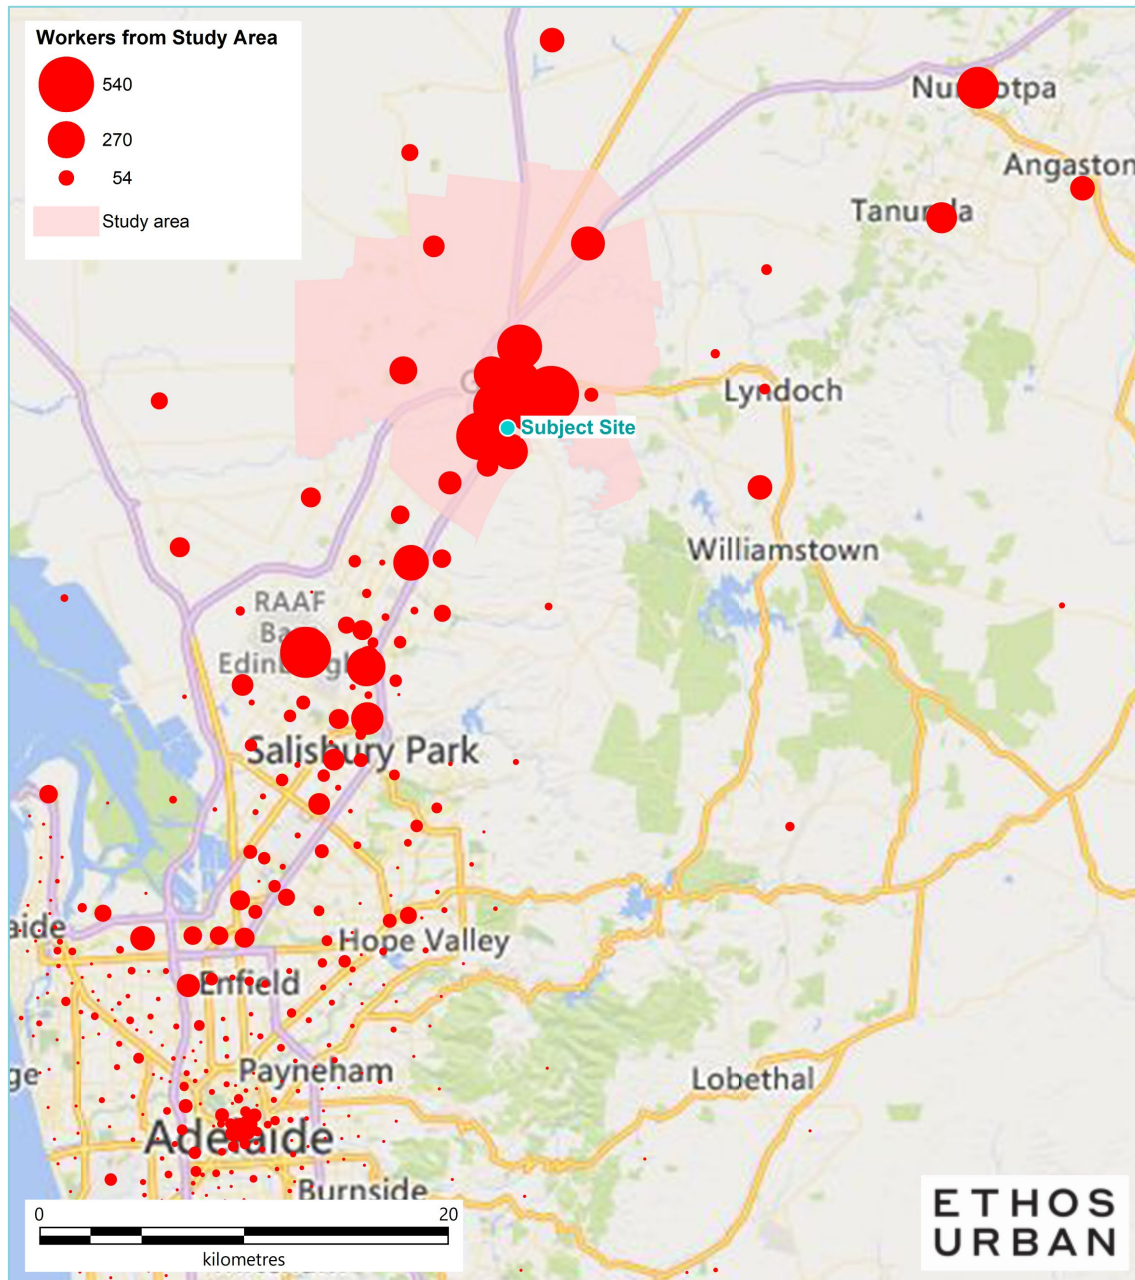 Workers from Study Area
540
270
54
Study area
Angaston
Subject Site
Lyndoch
Williamstown
RAAF
Salisbury Park
Hope Valley
Enfield
Payneham
Lobethal
Adelaide
Burnside
0 20
kilometres
ETHOS
URBAN